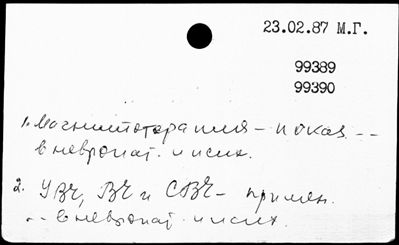 23.02.87 М.Г.
99389
99390
1. Магнитотерапия – показ. --
в невропат. и псих.
2. УВЧ, ВЧ и СВЧ – примен.
-- в невропат. и псих.